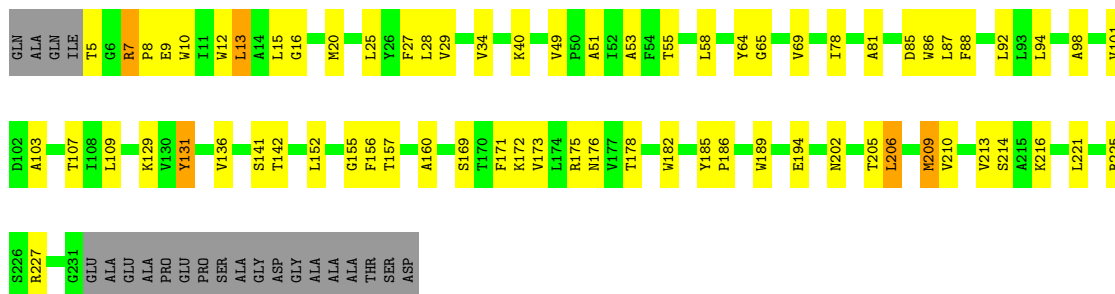 GLN ALA GLN ILE T5 G6 R7 P8 E9 W10 I11 W12 L13 A14 L15 G16 M20 L25 Y26 F27 L28 V29 V34 K40 V49 P50 A51 I52 A53 F54 T55 L58 Y64 G65 V69 I78 A81 D85 W86 L87 F88 L92 L93 L94 A98
D102 A103 T107 I108 L109 K129 V130 Y131 V136 S141 T142 L152 G155 F156 T157 A160 S169 T170 F171 K172 V173 L174 R175 N176 V177 T178 W182 Y185 P186 W189 E194 N202 T205 L206 M209 V210 V213 S214 A215 K216 L221
S226 R227 G231 GLU ALA GLU ALA PRO GLU PRO SER ALA GLY ASP GLY ALA ALA ALA THR SER ASP